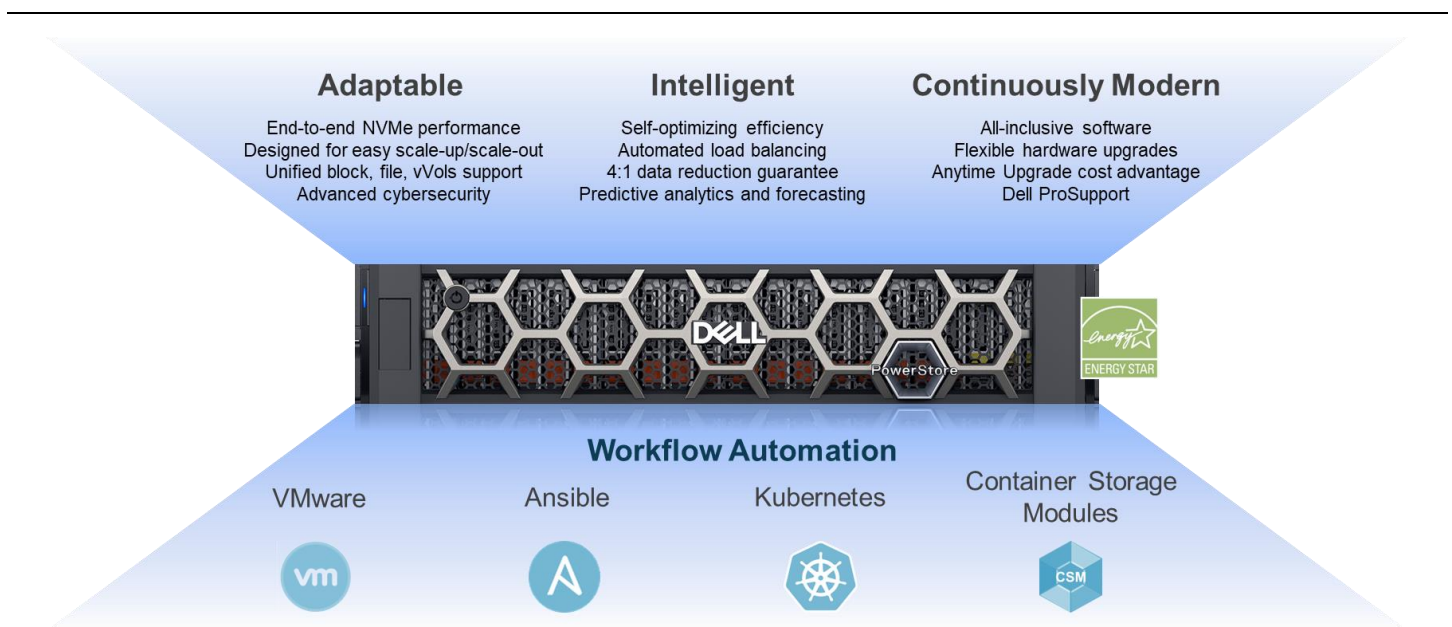 Adaptable
End-to-end NVMe performance
Designed for easy scale-up/scale-out
Unified block, file, vVols support
Advanced cybersecurity
Intelligent
Self-optimizing efficiency
Automated load balancing
4:1 data reduction guarantee
Predictive analytics and forecasting
Continuously Modern
All-inclusive software
Flexible hardware upgrades
Anytime Upgrade cost advantage
Dell ProSupport
DELL
PowerStore
energy
ENERGY STAR
Workflow Automation
VMware
Ansible
Kubernetes
Container Storage
Modules
vm
A
CSM